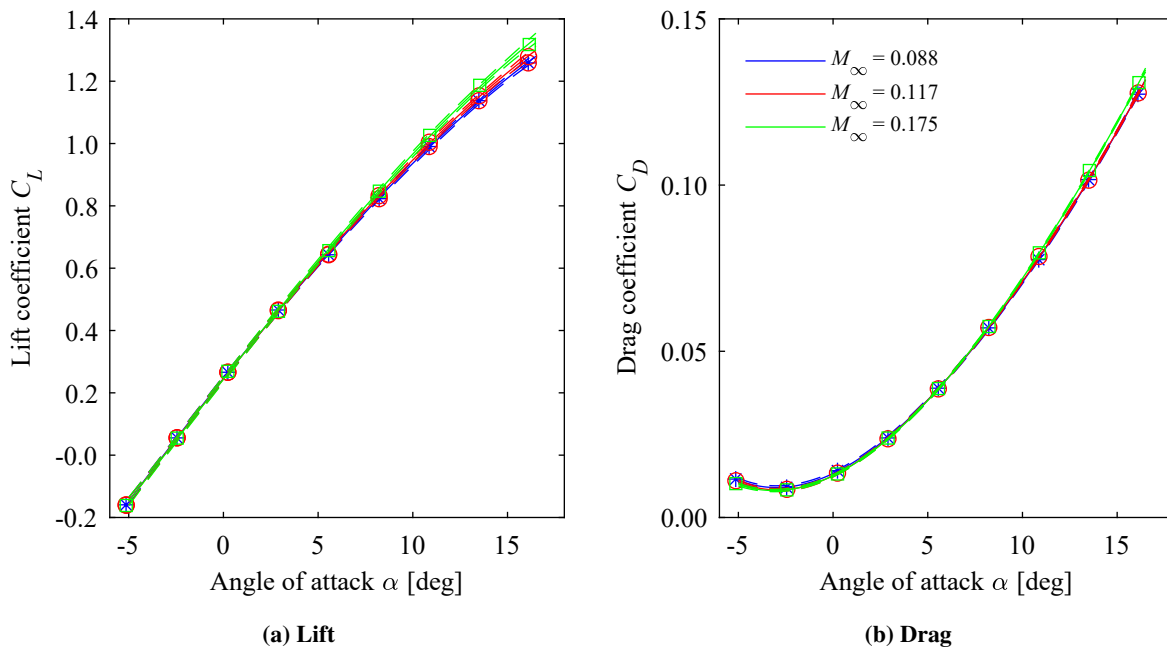 1.4
1.2
1.0
0.8
0.6
0.4
0.2
-0.0
-0.2
Lift coefficient C_L
-5 0 5 10 15
Angle of attack α [deg]
(a) Lift
0.15
0.10
0.05
0.00
Drag coefficient C_D
M∞ = 0.088
M∞ = 0.117
M∞ = 0.175
-5 0 5 10 15
Angle of attack α [deg]
(b) Drag